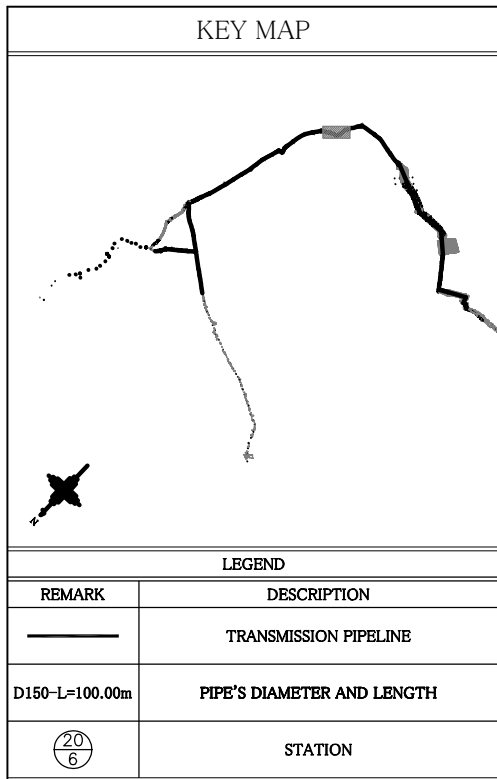 KEY MAP
N
LEGEND
REMARK DESCRIPTION
TRANSMISSION PIPELINE
D150-L=100.00m PIPE'S DIAMETER AND LENGTH
20
6
STATION